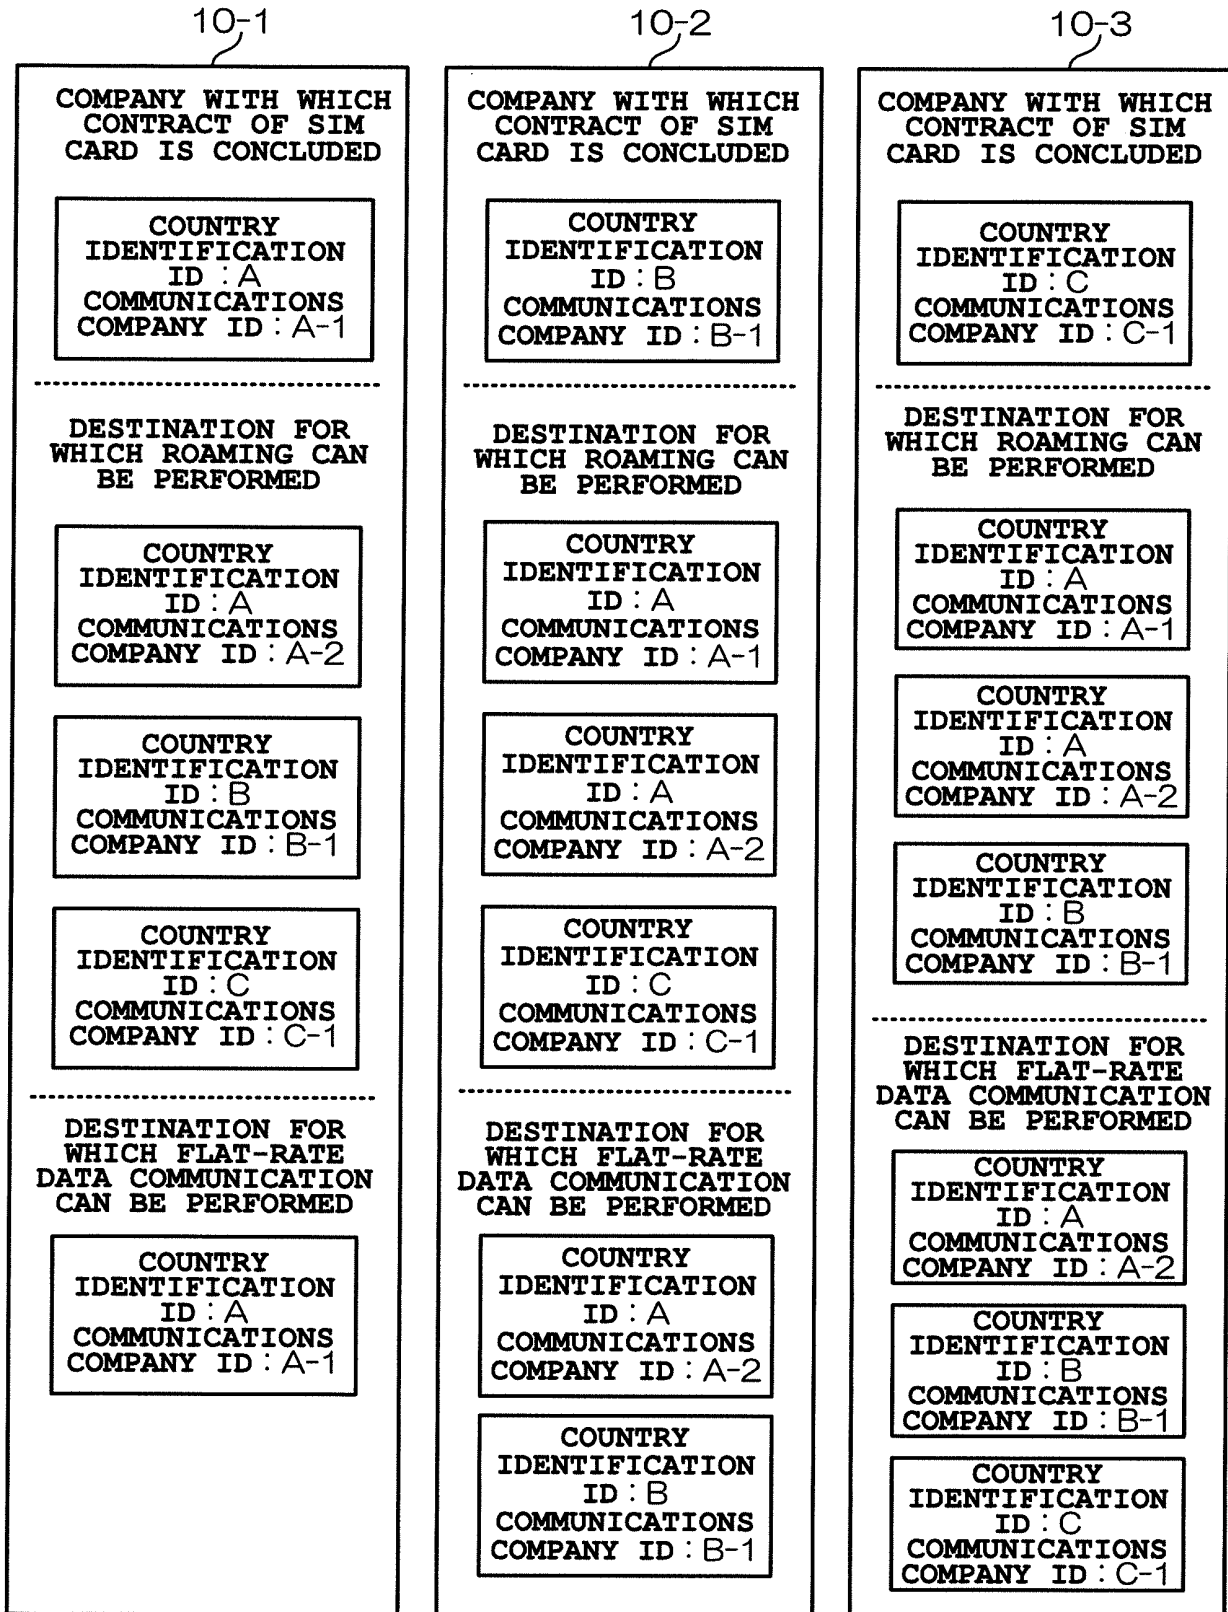 10-1
COMPANY WITH WHICH
CONTRACT OF SIM
CARD IS CONCLUDED
COUNTRY
IDENTIFICATION
ID : A
COMMUNICATIONS
COMPANY ID : A-1
DESTINATION FOR
WHICH ROAMING CAN
BE PERFORMED
COUNTRY
IDENTIFICATION
ID : A
COMMUNICATIONS
COMPANY ID : A-2
COUNTRY
IDENTIFICATION
ID : B
COMMUNICATIONS
COMPANY ID : B-1
COUNTRY
IDENTIFICATION
ID : C
COMMUNICATIONS
COMPANY ID : C-1
DESTINATION FOR
WHICH FLAT-RATE
DATA COMMUNICATION
CAN BE PERFORMED
COUNTRY
IDENTIFICATION
ID : A
COMMUNICATIONS
COMPANY ID : A-1
10-2
COMPANY WITH WHICH
CONTRACT OF SIM
CARD IS CONCLUDED
COUNTRY
IDENTIFICATION
ID : B
COMMUNICATIONS
COMPANY ID : B-1
DESTINATION FOR
WHICH ROAMING CAN
BE PERFORMED
COUNTRY
IDENTIFICATION
ID : A
COMMUNICATIONS
COMPANY ID : A-1
COUNTRY
IDENTIFICATION
ID : A
COMMUNICATIONS
COMPANY ID : A-2
COUNTRY
IDENTIFICATION
ID : C
COMMUNICATIONS
COMPANY ID : C-1
DESTINATION FOR
WHICH FLAT-RATE
DATA COMMUNICATION
CAN BE PERFORMED
COUNTRY
IDENTIFICATION
ID : A
COMMUNICATIONS
COMPANY ID : A-2
COUNTRY
IDENTIFICATION
ID : B
COMMUNICATIONS
COMPANY ID : B-1
10-3
COMPANY WITH WHICH
CONTRACT OF SIM
CARD IS CONCLUDED
COUNTRY
IDENTIFICATION
ID : C
COMMUNICATIONS
COMPANY ID : C-1
DESTINATION FOR
WHICH ROAMING CAN
BE PERFORMED
COUNTRY
IDENTIFICATION
ID : A
COMMUNICATIONS
COMPANY ID : A-1
COUNTRY
IDENTIFICATION
ID : A
COMMUNICATIONS
COMPANY ID : A-2
COUNTRY
IDENTIFICATION
ID : B
COMMUNICATIONS
COMPANY ID : B-1
DESTINATION FOR
WHICH FLAT-RATE
DATA COMMUNICATION
CAN BE PERFORMED
COUNTRY
IDENTIFICATION
ID : A
COMMUNICATIONS
COMPANY ID : A-2
COUNTRY
IDENTIFICATION
ID : B
COMMUNICATIONS
COMPANY ID : B-1
COUNTRY
IDENTIFICATION
ID : C
COMMUNICATIONS
COMPANY ID : C-1